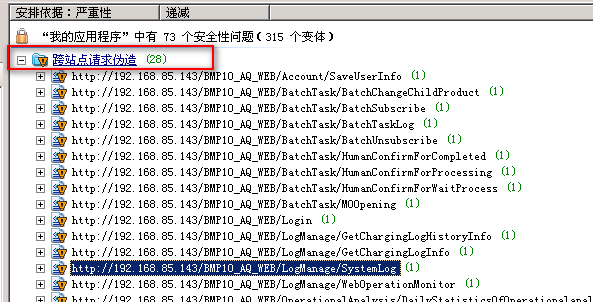 安排依据:严重性 递减
“我的应用程序”中有 73 个安全性问题(315 个变体)
跨站点请求伪造 (28)
http://192.168.85.143/BMP10_AQ_WEB/Account/SaveUserInfo (1)
http://192.168.85.143/BMP10_AQ_WEB/BatchTask/BatchChangeChildProduct (1)
http://192.168.85.143/BMP10_AQ_WEB/BatchTask/BatchSubscribe (1)
http://192.168.85.143/BMP10_AQ_WEB/BatchTask/BatchTaskLog (1)
http://192.168.85.143/BMP10_AQ_WEB/BatchTask/BatchUnsubscribe (1)
http://192.168.85.143/BMP10_AQ_WEB/BatchTask/HumanConfirmForCompleted (1)
http://192.168.85.143/BMP10_AQ_WEB/BatchTask/HumanConfirmForProcessing (1)
http://192.168.85.143/BMP10_AQ_WEB/BatchTask/HumanConfirmForWaitProcess (1)
http://192.168.85.143/BMP10_AQ_WEB/BatchTask/MOOpening (1)
http://192.168.85.143/BMP10_AQ_WEB/Login (1)
http://192.168.85.143/BMP10_AQ_WEB/LogManage/GetChargingLogHistoryInfo (1)
http://192.168.85.143/BMP10_AQ_WEB/LogManage/GetChargingLogInfo (1)
http://192.168.85.143/BMP10_AQ_WEB/LogManage/SystemLog (1)
http://192.168.85.143/BMP10_AQ_WEB/LogManage/WebOperationMonitor (1)
http://192.168.85.143/BMP10_AQ_WEB/OperationalAnalysis/DailyStatisticsOfOperationalanal